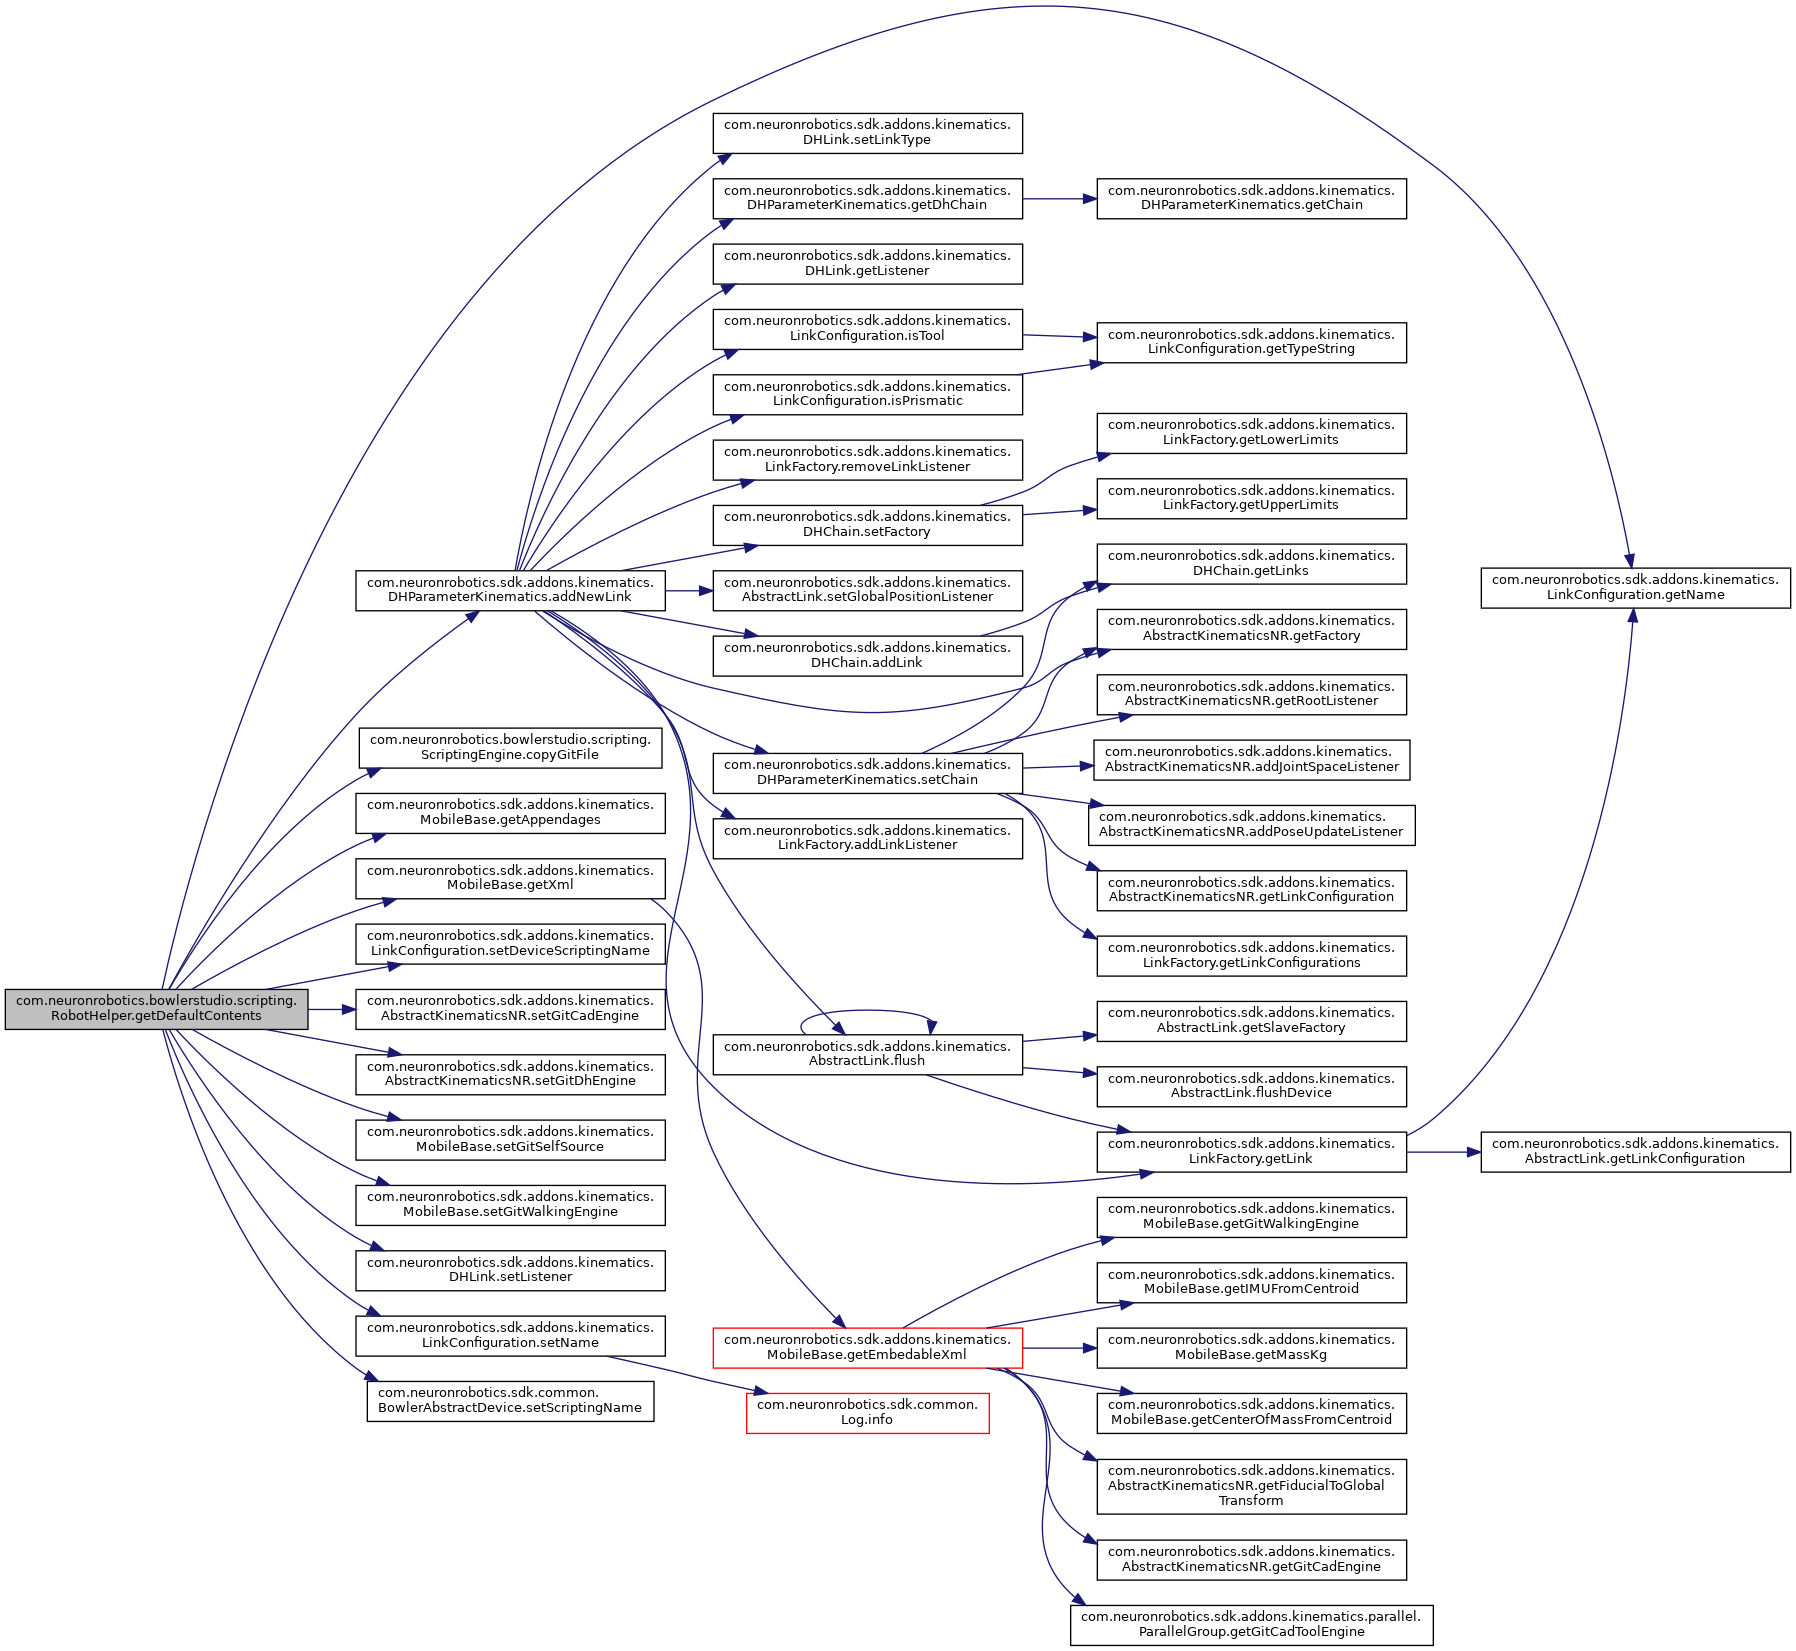 com.neuronrobotics.bowlerstudio.scripting.
RobotHelper.getDefaultContents
com.neuronrobotics.sdk.addons.kinematics.
DHParameterKinematics.addNewLink
com.neuronrobotics.bowlerstudio.scripting.
ScriptingEngine.copyGitFile
com.neuronrobotics.sdk.addons.kinematics.
MobileBase.getAppendages
com.neuronrobotics.sdk.addons.kinematics.
MobileBase.getXml
com.neuronrobotics.sdk.addons.kinematics.
LinkConfiguration.setDeviceScriptingName
com.neuronrobotics.sdk.addons.kinematics.
AbstractKinematicsNR.setGitCadEngine
com.neuronrobotics.sdk.addons.kinematics.
AbstractKinematicsNR.setGitDhEngine
com.neuronrobotics.sdk.addons.kinematics.
MobileBase.setGitSelfSource
com.neuronrobotics.sdk.addons.kinematics.
MobileBase.setGitWalkingEngine
com.neuronrobotics.sdk.addons.kinematics.
DHLink.setListener
com.neuronrobotics.sdk.addons.kinematics.
LinkConfiguration.setName
com.neuronrobotics.sdk.common.
BowlerAbstractDevice.setScriptingName
com.neuronrobotics.sdk.addons.kinematics.
DHLink.setLinkType
com.neuronrobotics.sdk.addons.kinematics.
DHParameterKinematics.getDhChain
com.neuronrobotics.sdk.addons.kinematics.
DHLink.getListener
com.neuronrobotics.sdk.addons.kinematics.
LinkConfiguration.isTool
com.neuronrobotics.sdk.addons.kinematics.
LinkConfiguration.isPrismatic
com.neuronrobotics.sdk.addons.kinematics.
LinkFactory.removeLinkListener
com.neuronrobotics.sdk.addons.kinematics.
DHChain.setFactory
com.neuronrobotics.sdk.addons.kinematics.
AbstractLink.setGlobalPositionListener
com.neuronrobotics.sdk.addons.kinematics.
DHChain.addLink
com.neuronrobotics.sdk.addons.kinematics.
DHParameterKinematics.setChain
com.neuronrobotics.sdk.addons.kinematics.
LinkFactory.addLinkListener
com.neuronrobotics.sdk.addons.kinematics.
AbstractLink.flush
com.neuronrobotics.sdk.addons.kinematics.
MobileBase.getEmbedableXml
com.neuronrobotics.sdk.common.
Log.info
com.neuronrobotics.sdk.addons.kinematics.
DHParameterKinematics.getChain
com.neuronrobotics.sdk.addons.kinematics.
LinkConfiguration.getTypeString
com.neuronrobotics.sdk.addons.kinematics.
LinkFactory.getLowerLimits
com.neuronrobotics.sdk.addons.kinematics.
LinkFactory.getUpperLimits
com.neuronrobotics.sdk.addons.kinematics.
DHChain.getLinks
com.neuronrobotics.sdk.addons.kinematics.
AbstractKinematicsNR.getFactory
com.neuronrobotics.sdk.addons.kinematics.
AbstractKinematicsNR.getRootListener
com.neuronrobotics.sdk.addons.kinematics.
AbstractKinematicsNR.addJointSpaceListener
com.neuronrobotics.sdk.addons.kinematics.
AbstractKinematicsNR.addPoseUpdateListener
com.neuronrobotics.sdk.addons.kinematics.
AbstractKinematicsNR.getLinkConfiguration
com.neuronrobotics.sdk.addons.kinematics.
LinkFactory.getLinkConfigurations
com.neuronrobotics.sdk.addons.kinematics.
AbstractLink.getSlaveFactory
com.neuronrobotics.sdk.addons.kinematics.
AbstractLink.flushDevice
com.neuronrobotics.sdk.addons.kinematics.
LinkFactory.getLink
com.neuronrobotics.sdk.addons.kinematics.
MobileBase.getGitWalkingEngine
com.neuronrobotics.sdk.addons.kinematics.
MobileBase.getIMUFromCentroid
com.neuronrobotics.sdk.addons.kinematics.
MobileBase.getMassKg
com.neuronrobotics.sdk.addons.kinematics.
MobileBase.getCenterOfMassFromCentroid
com.neuronrobotics.sdk.addons.kinematics.
AbstractKinematicsNR.getFiducialToGlobal
Transform
com.neuronrobotics.sdk.addons.kinematics.
AbstractKinematicsNR.getGitCadEngine
com.neuronrobotics.sdk.addons.kinematics.parallel.
ParallelGroup.getGitCadToolEngine
com.neuronrobotics.sdk.addons.kinematics.
LinkConfiguration.getName
com.neuronrobotics.sdk.addons.kinematics.
AbstractLink.getLinkConfiguration